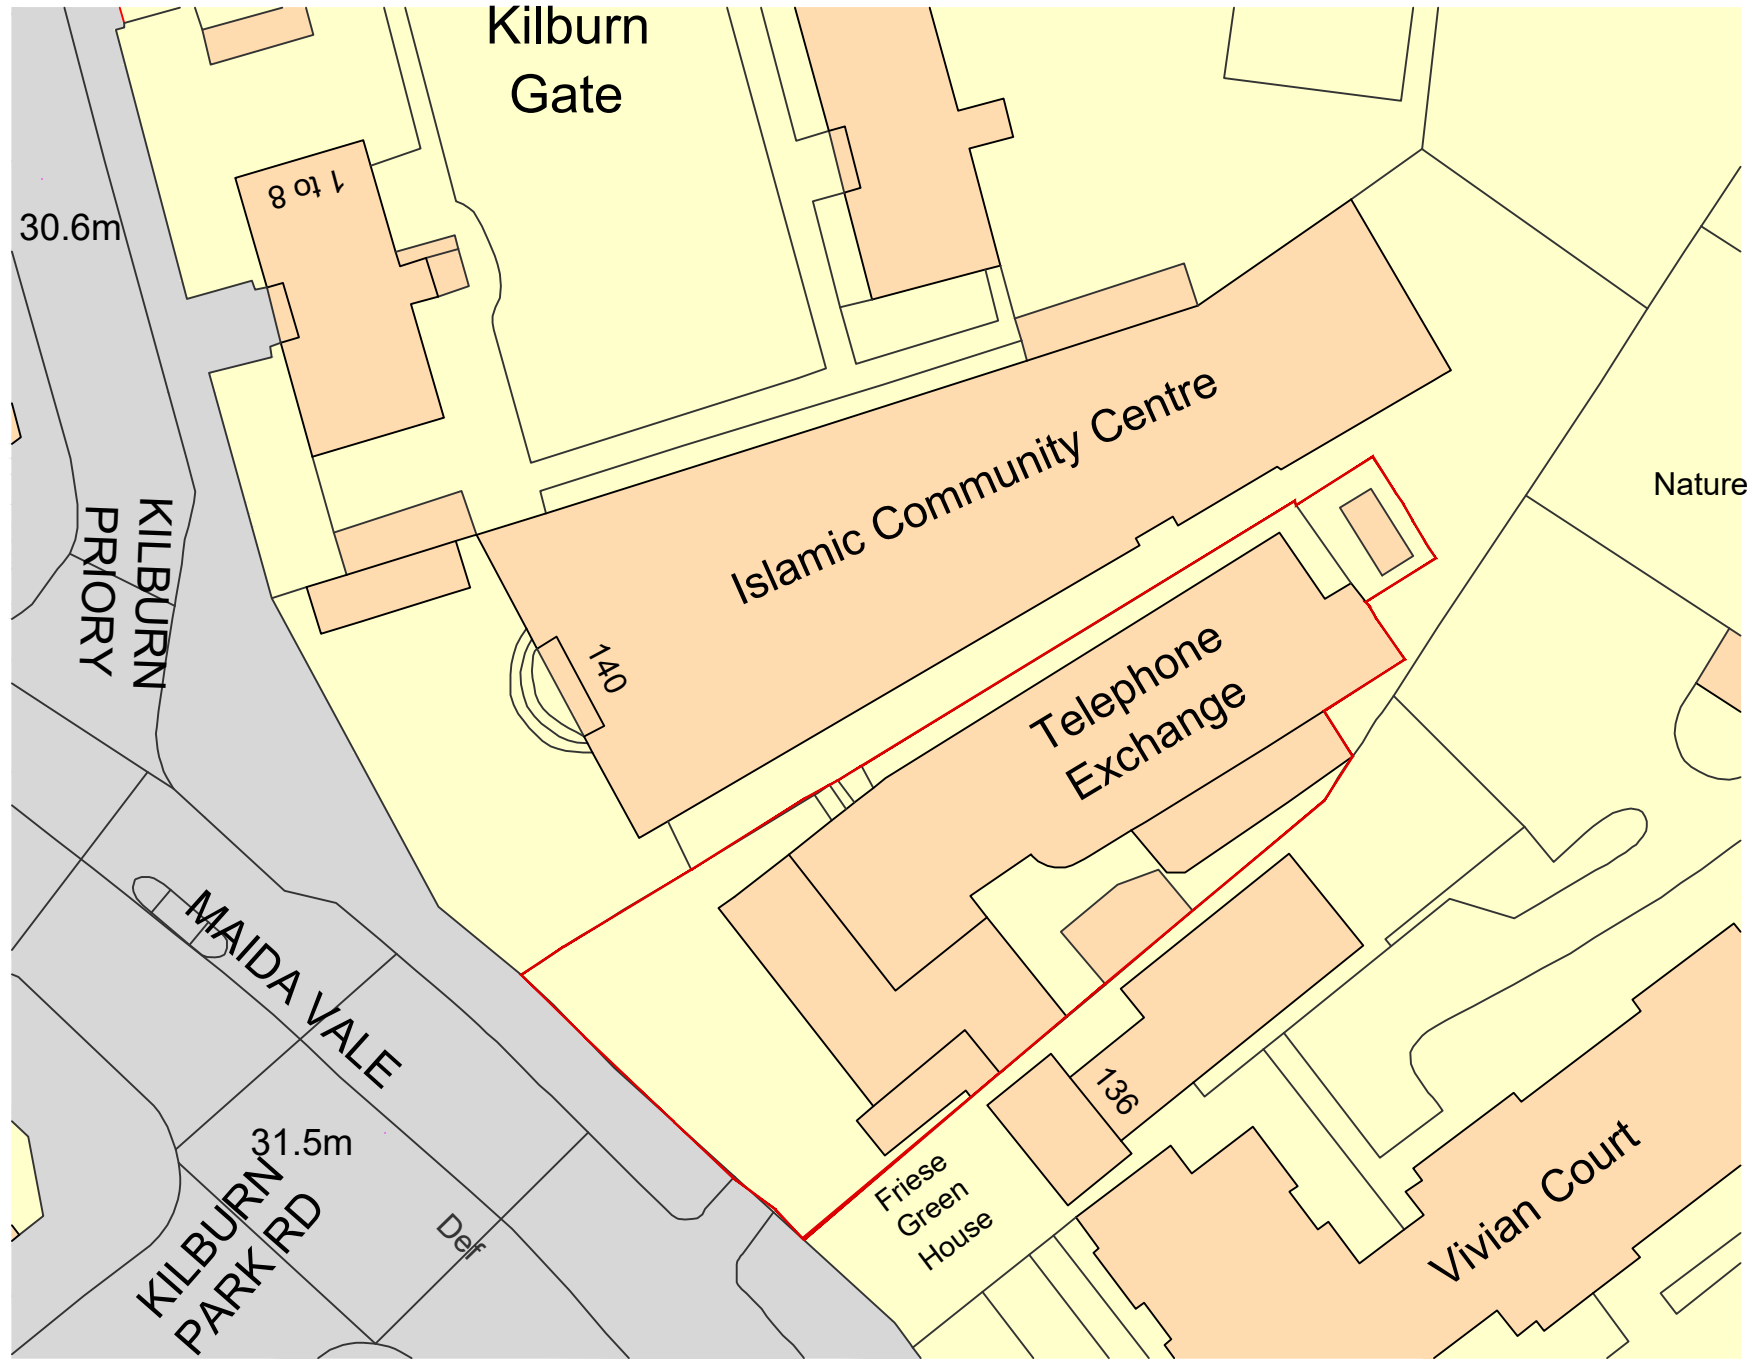 Kilburn
Gate
1 to 8
30.6m
Islamic Community Centre
Nature
KILBURN
PRIORY
140
Telephone
Exchange
MAIDA VALE
136
31.5m
KILBURN
PARK RD
Def
Friese
Green
House
Vivian Court